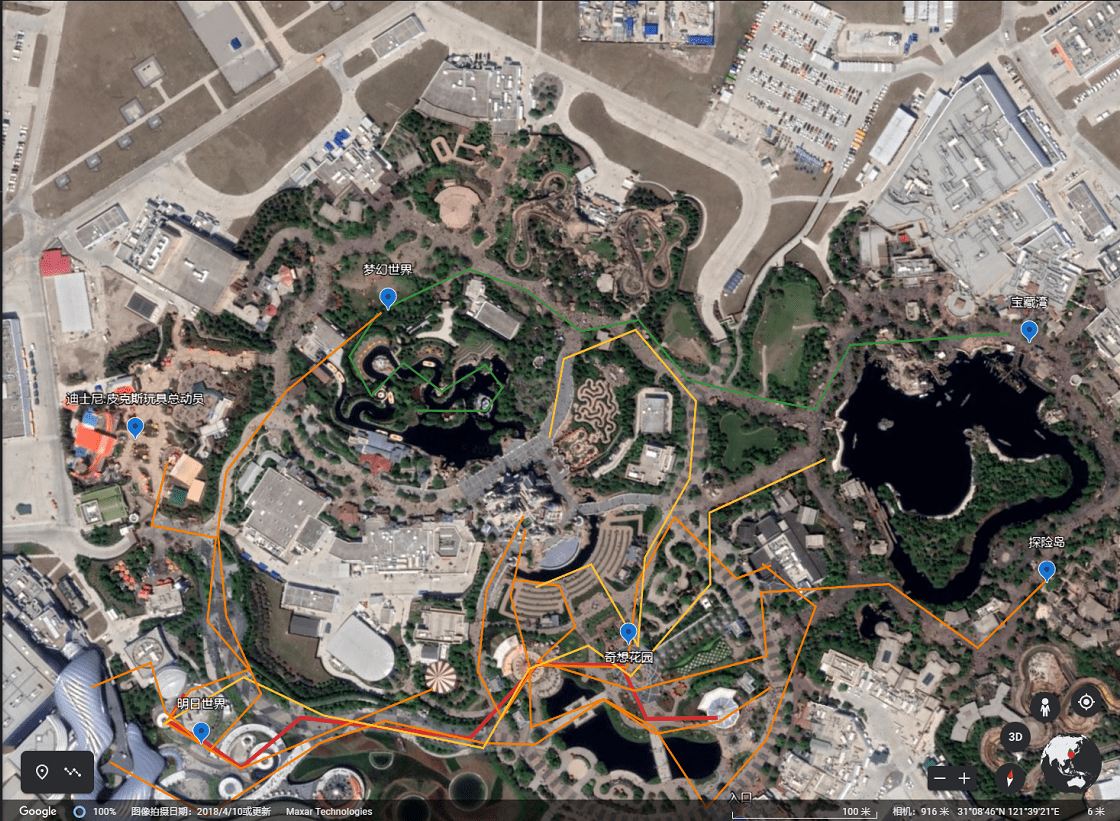 梦幻世界
宝藏湾
迪士尼·皮克斯玩具总动员
探险岛
奇想花园
明日世界
入口
3D
Google
100%
图像拍摄日期：2018/4/10或更新
Maxar Technologies
100 米
相机：916 米
31°08'46"N 121°39'21"E
6 米